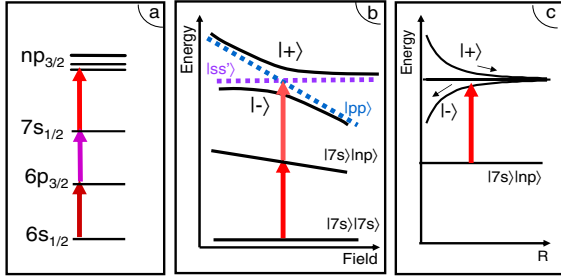 a
np3/2
7s1/2
6p3/2
6s1/2
b
Energy
|+⟩
|ss'⟩
|-⟩
|pp⟩
|7s⟩|np⟩
|7s⟩|7s⟩
Field
c
Energy
|+⟩
|-⟩
|7s⟩|np⟩
R